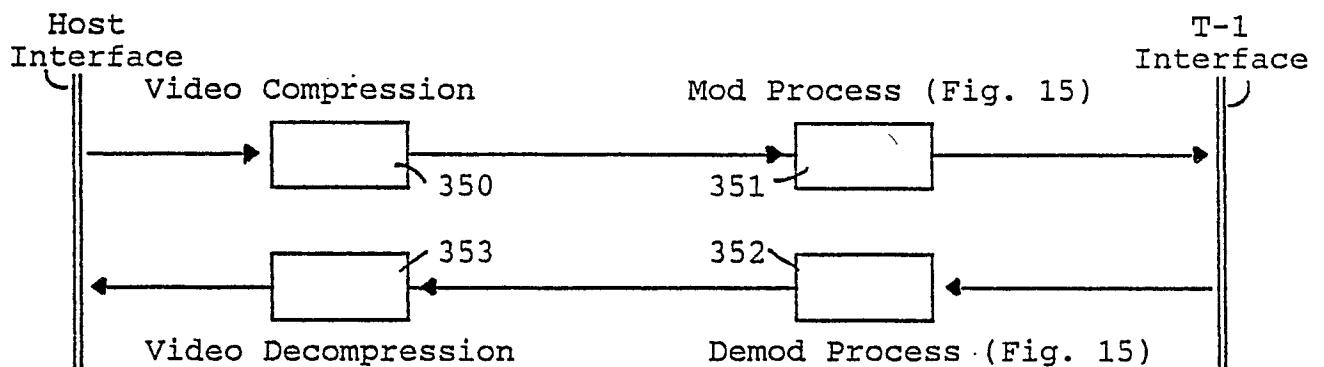 Host
Interface
T-1
Interface
Video Compression
Mod Process (Fig. 15)
350
351
353
352
Video Decompression
Demod Process (Fig. 15)